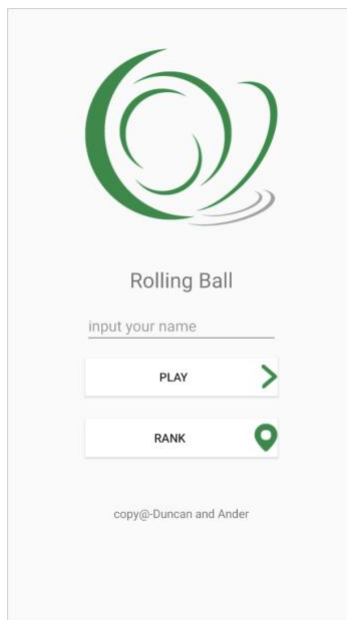 Rolling Ball
input your name
PLAY
RANK
copy@-Duncan and Ander